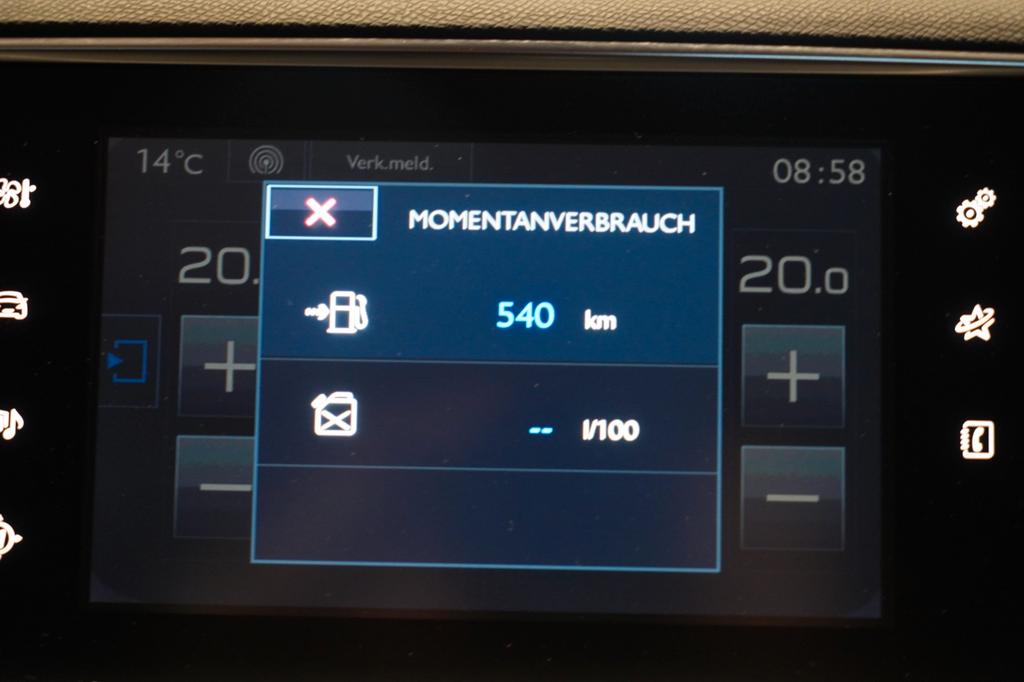 14°C
Verk.meld.
08:58
MOMENTANVERBRAUCH
20.
20.0
540 km
-- l/100